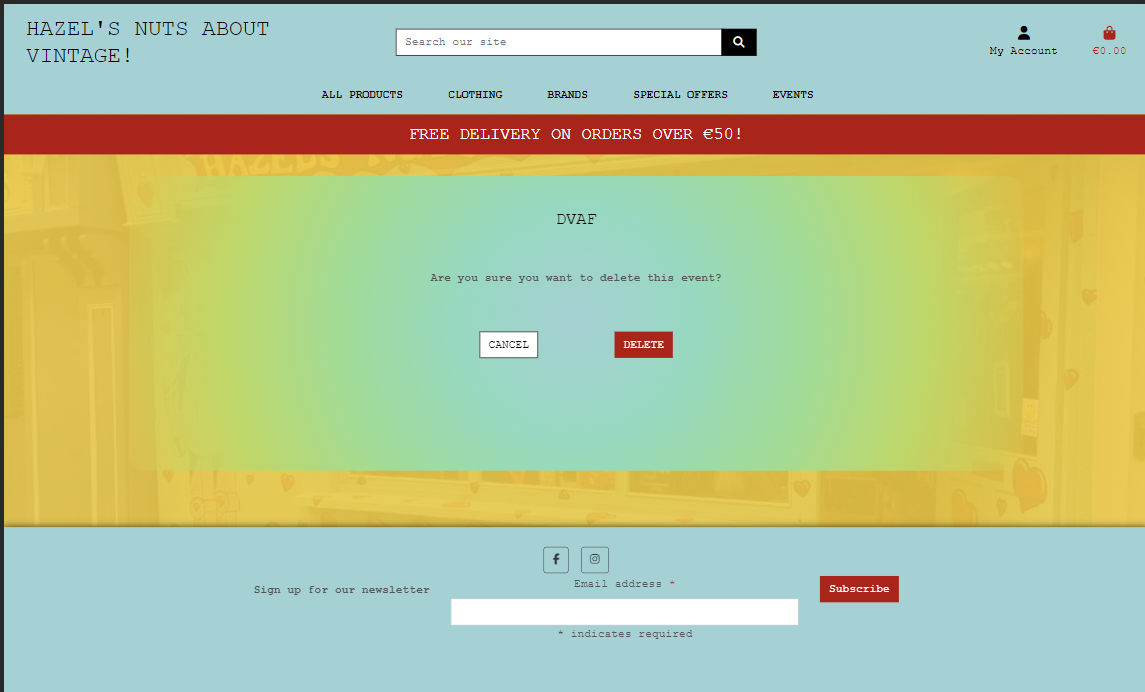 HAZEL'S NUTS ABOUT
VINTAGE!
Search our site
My Account
€0.00
ALL PRODUCTS CLOTHING BRANDS SPECIAL OFFERS EVENTS
FREE DELIVERY ON ORDERS OVER €50!
DVAF
Are you sure you want to delete this event?
CANCEL DELETE
Email address *
Sign up for our newsletter
Subscribe
* indicates required